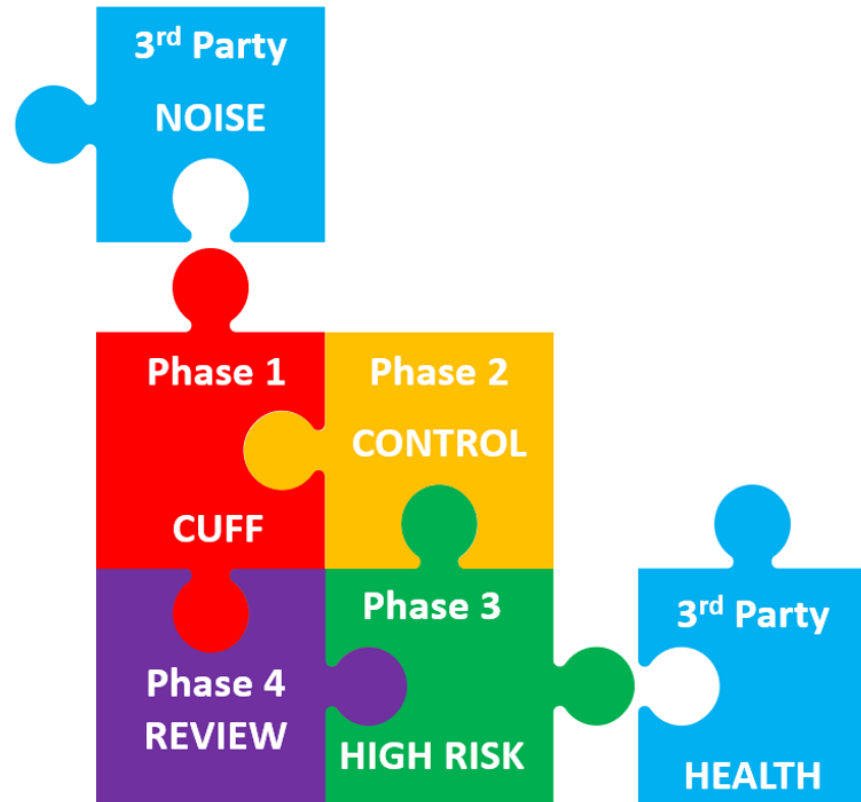 3rd Party
NOISE
Phase 1
CUFF
Phase 2
CONTROL
Phase 4
REVIEW
Phase 3
HIGH RISK
3rd Party
HEALTH